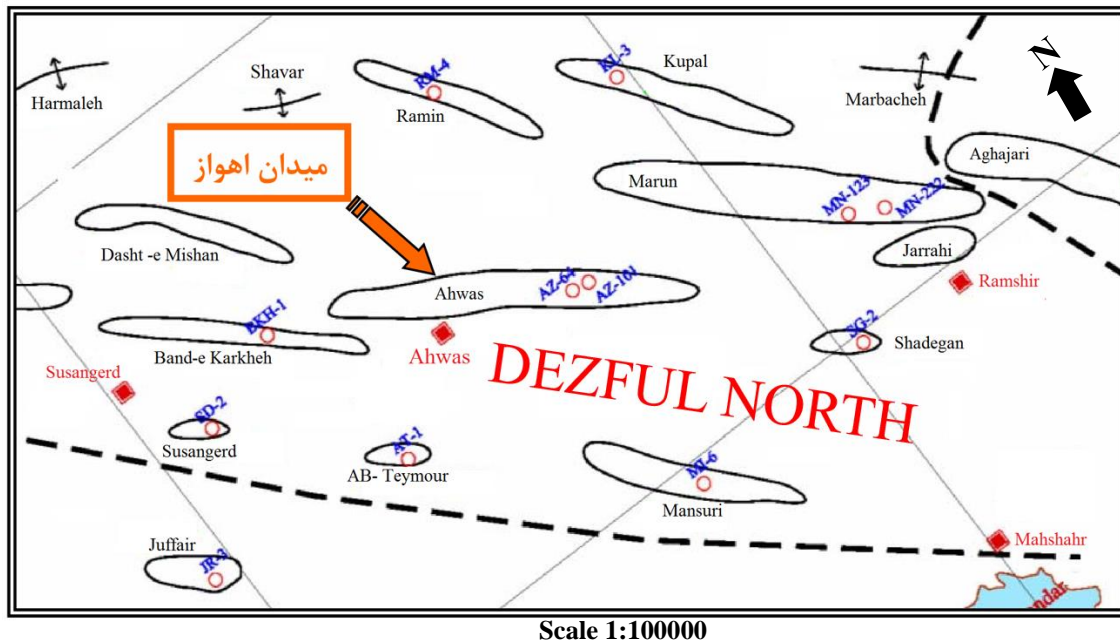 Harmaleh
Shavar
RM-4
Ramin
KL-3
Kupal
Marbacheh
N
میدان اهواز
Aghajari
Marun
MN-123
MN-222
Dasht -e Mishan
Jarrahi
Ahwas
AZ-64
AZ-101
Ramshir
BKH-1
Band-e Karkheh
Ahwas
SG-2
Shadegan
Susangerd
DEZFUL NORTH
SD-2
Susangerd
AT-1
AB- Teymour
MI-6
Mansuri
Juffair
JR-3
Mahshahr
Scale 1:100000